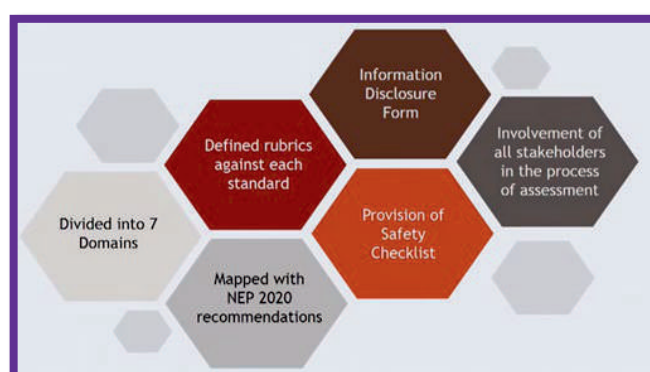 Information
Disclosure
Form
Defined rubrics
against each
standard
Involvement of
all stakeholders
in the process
of assessment
Divided into 7
Domains
Provision of
Safety
Checklist
Mapped with
NEP 2020
recommendations